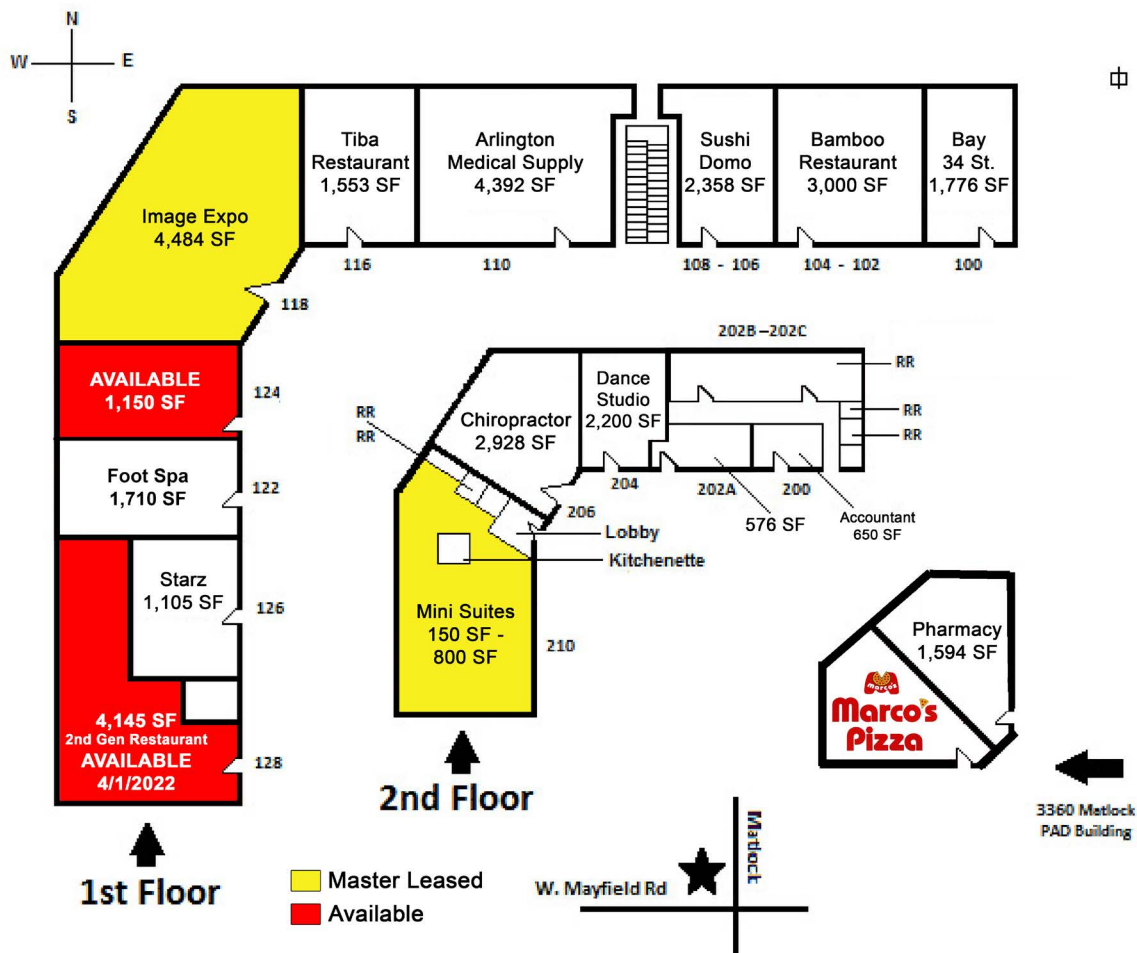 N
W
E
S
Tiba
Restaurant
1,553 SF
Arlington
Medical Supply
4,392 SF
Sushi
Domo
2,358 SF
Bamboo
Restaurant
3,000 SF
Bay
34 St.
1,776 SF
Image Expo
4,484 SF
116
110
108 - 106
104 - 102
100
118
AVAILABLE
1,150 SF
124
Foot Spa
1,710 SF
122
Starz
1,105 SF
126
4,145 SF
2nd Gen Restaurant
AVAILABLE
4/1/2022
128
1st Floor
202B-202C
RR
RR
RR
RR
RR
Chiropractor
2,928 SF
Dance
Studio
2,200 SF
204
202A
200
206
576 SF
Accountant
650 SF
Lobby
Kitchenette
Mini Suites
150 SF -
800 SF
210
2nd Floor
Pharmacy
1,594 SF
Marco's
Marco's
Pizza
3360 Matlock
PAD Building
Master Leased
Available
W. Mayfield Rd
Matlock